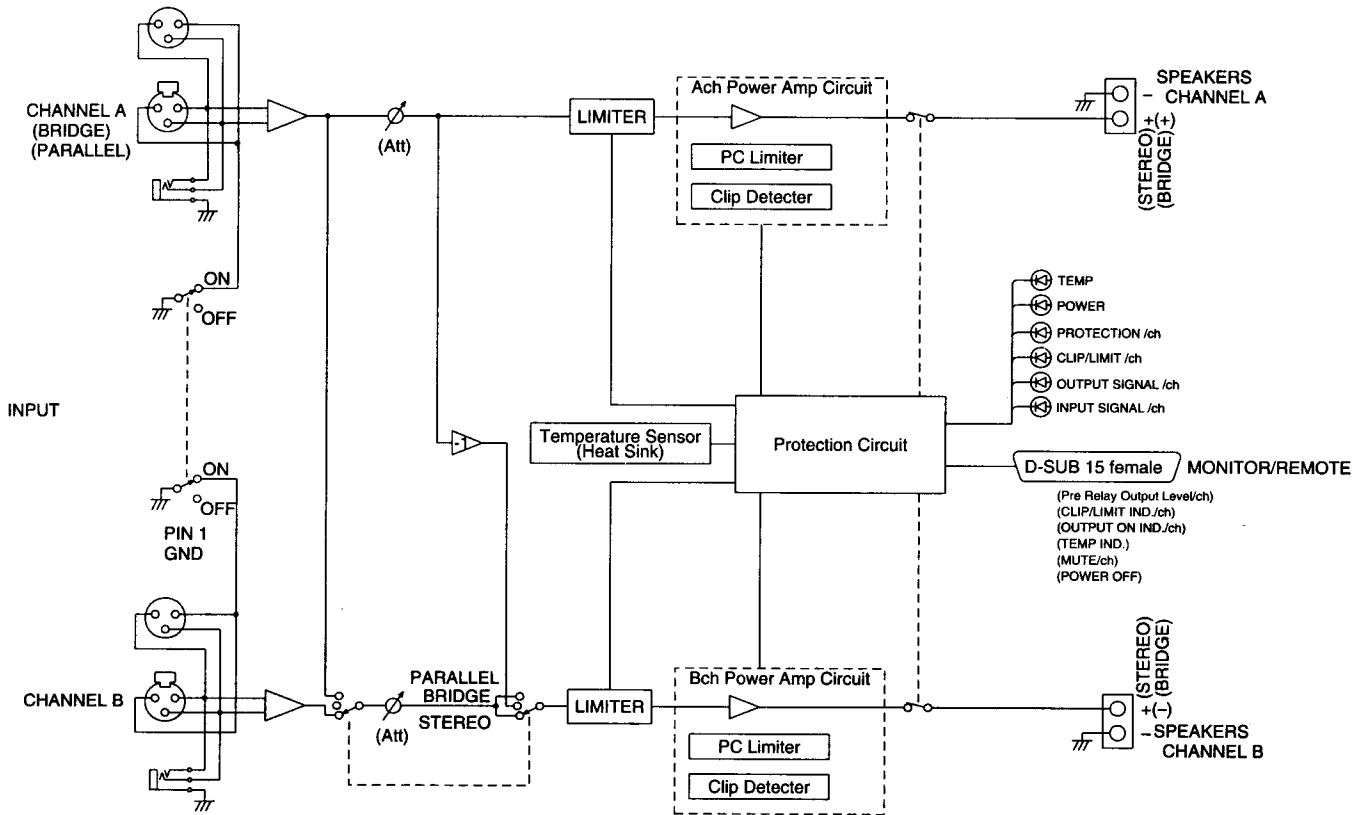 CHANNEL A
(BRIDGE)
(PARALLEL)
(Att)
LIMITER
Ach Power Amp Circuit
PC Limiter
Clip Detecter
SPEAKERS
CHANNEL A
–
+(+)
(STEREO)
(BRIDGE)
ON
OFF
INPUT
ON
OFF
PIN 1
GND
-1
Temperature Sensor
(Heat Sink)
Protection Circuit
TEMP
POWER
PROTECTION /ch
CLIP/LIMIT /ch
OUTPUT SIGNAL /ch
INPUT SIGNAL /ch
D-SUB 15 female
MONITOR/REMOTE
(Pre Relay Output Level/ch)
(CLIP/LIMIT IND./ch)
(OUTPUT ON IND./ch)
(TEMP IND.)
(MUTE/ch)
(POWER OFF)
CHANNEL B
(Att)
PARALLEL
BRIDGE
STEREO
LIMITER
Bch Power Amp Circuit
PC Limiter
Clip Detecter
(STEREO)
(BRIDGE)
+(–)
–
SPEAKERS
CHANNEL B